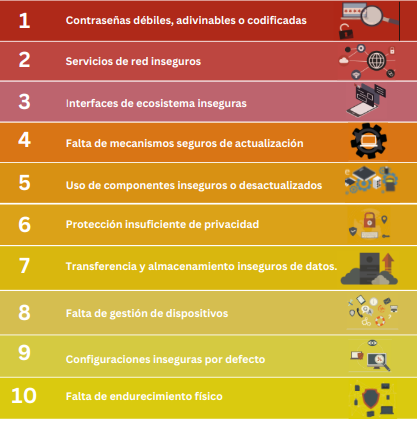 1 Contraseñas débiles, adivinables o codificadas
2 Servicios de red inseguros
3 Interfaces de ecosistema inseguras
4 Falta de mecanismos seguros de actualización
5 Uso de componentes inseguros o desactualizados
6 Protección insuficiente de privacidad
7 Transferencia y almacenamiento inseguros de datos.
8 Falta de gestión de dispositivos
9 Configuraciones inseguras por defecto
10 Falta de endurecimiento físico